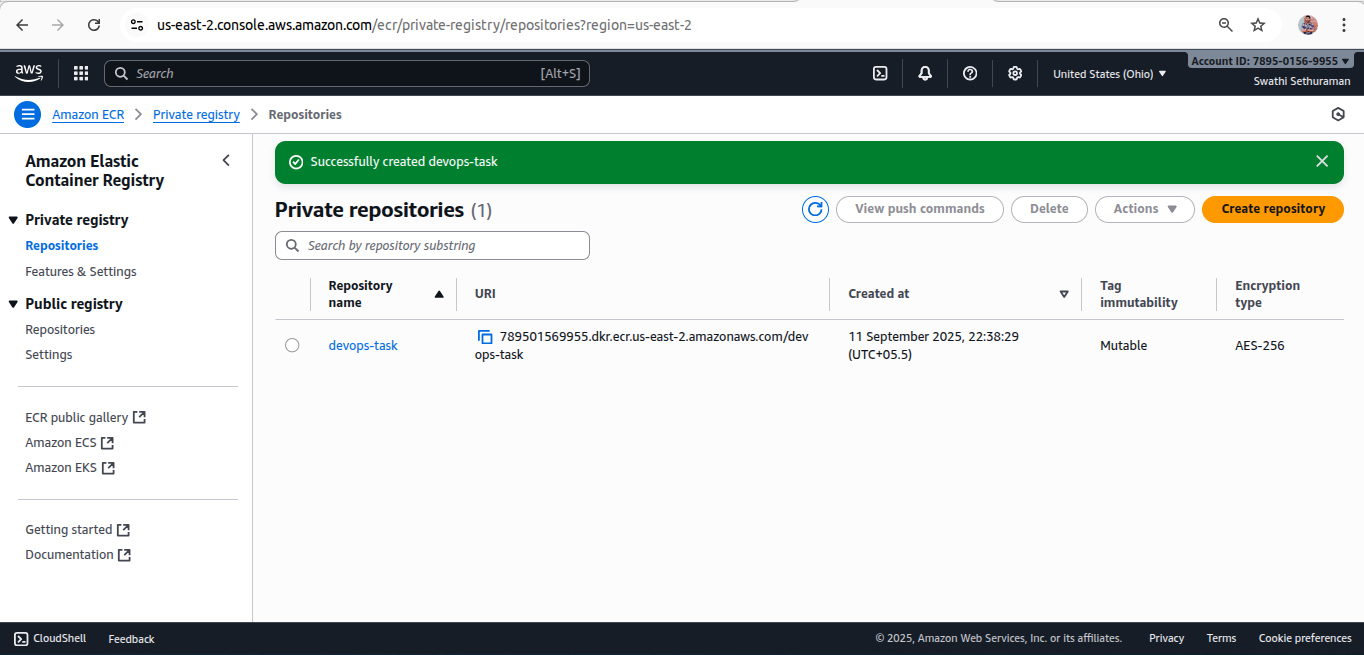 us-east-2.console.aws.amazon.com/ecr/private-registry/repositories?region=us-east-2
aws
Search
[Alt+S]
United States (Ohio)
Account ID: 7895-0156-9955
Swathi Sethuraman
Amazon ECR
Private registry
Repositories
Amazon Elastic
Container Registry
Private registry
Repositories
Features & Settings
Public registry
Repositories
Settings
ECR public gallery
Amazon ECS
Amazon EKS
Getting started
Documentation
Successfully created devops-task
Private repositories (1)
View push commands
Delete
Actions
Create repository
Search by repository substring
Repository
name
URI
Created at
Tag
immutability
Encryption
type
devops-task
789501569955.dkr.ecr.us-east-2.amazonaws.com/dev
ops-task
11 September 2025, 22:38:29
(UTC+05.5)
Mutable
AES-256
CloudShell
Feedback
© 2025, Amazon Web Services, Inc. or its affiliates.
Privacy
Terms
Cookie preferences